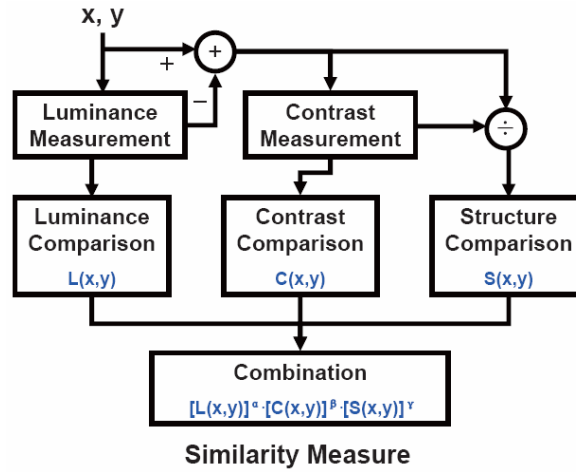 x, y
+
+
−
Luminance
Measurement
Contrast
Measurement
÷
Luminance
Comparison
L(x,y)
Contrast
Comparison
C(x,y)
Structure
Comparison
S(x,y)
Combination
[L(x,y)]ᵅ·[C(x,y)]ᵝ·[S(x,y)]ᵞ
Similarity Measure